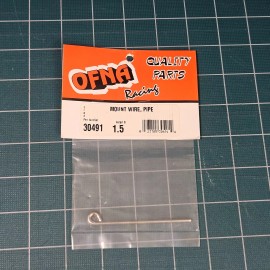 OFNA
Racing
QUALITY
PARTS
MOUNT WIRE, PIPE
30491
1.5